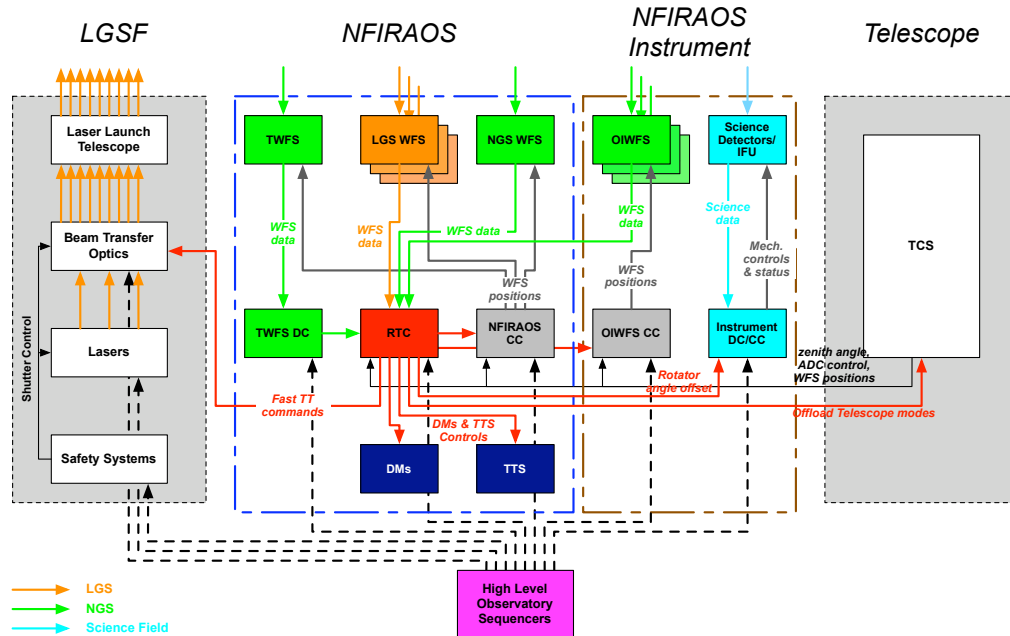 LGSF
NFIRAOS
NFIRAOS
Instrument
Telescope
Laser Launch
Telescope
TWFS
LGS WFS
NGS WFS
OIWFS
Science
Detectors/
IFU
WFS
data
WFS
data
WFS data
WFS
data
Science
data
Beam Transfer
Optics
TCS
Mech.
controls
& status
WFS
positions
WFS
positions
Shutter Control
Lasers
TWFS DC
RTC
NFIRAOS
CC
OIWFS CC
Instrument
DC/CC
zenith angle,
ADC control,
WFS positions
Fast TT
commands
Rotator
angle offset
Offload Telescope modes
DMs & TTS
Controls
Safety Systems
DMs
TTS
High Level
Observatory
Sequencers
LGS
NGS
Science Field